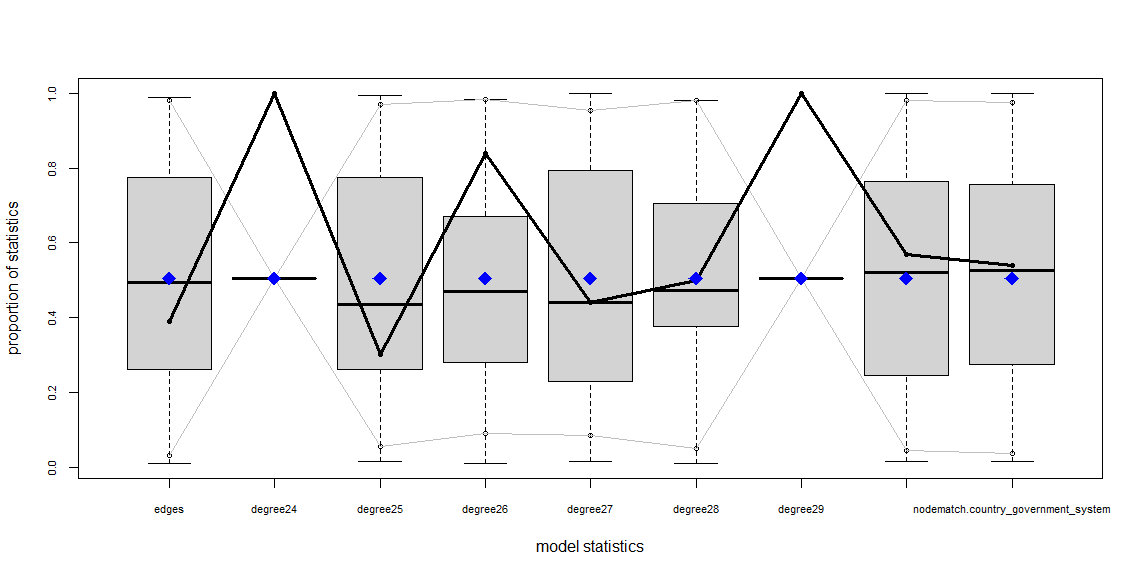 proportion of statistics
1.0
0.8
0.6
0.4
0.2
0.0
edges degree24 degree25 degree26 degree27 degree28 degree29 nodematch.country_government_system
model statistics